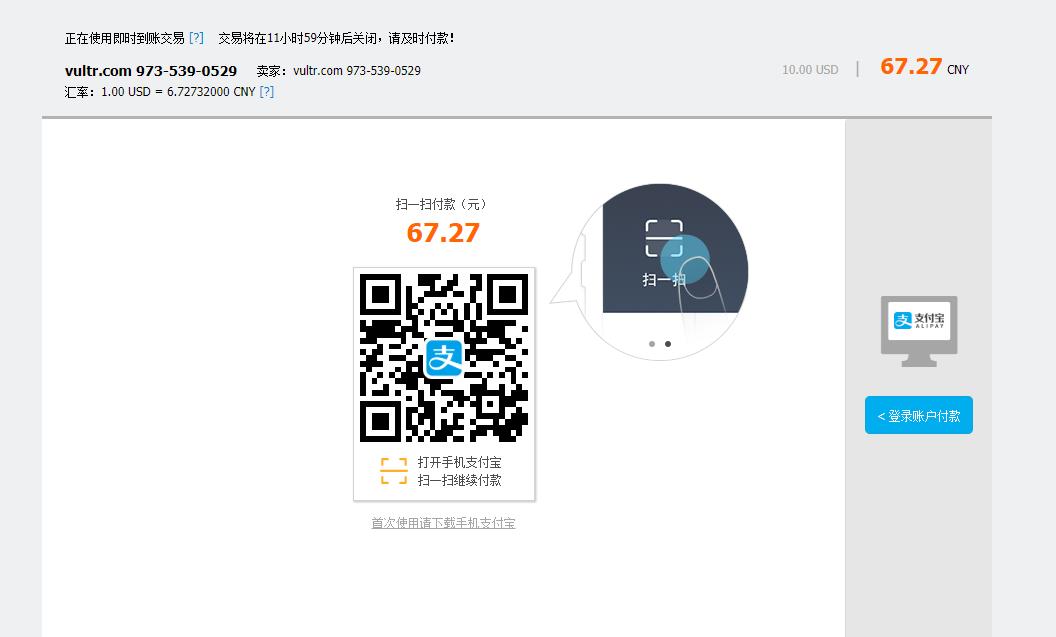 正在使用即时到账交易 [?] 交易将在11小时59分钟后关闭，请及时付款！
vultr.com 973-539-0529 卖家：vultr.com 973-539-0529
10.00 USD | 67.27 CNY
汇率：1.00 USD = 6.72732000 CNY [?]
扫一扫付款（元）
67.27
扫一扫
支
打开手机支付宝
扫一扫继续付款
首次使用请下载手机支付宝
支 支付宝
ALIPAY
< 登录账户付款